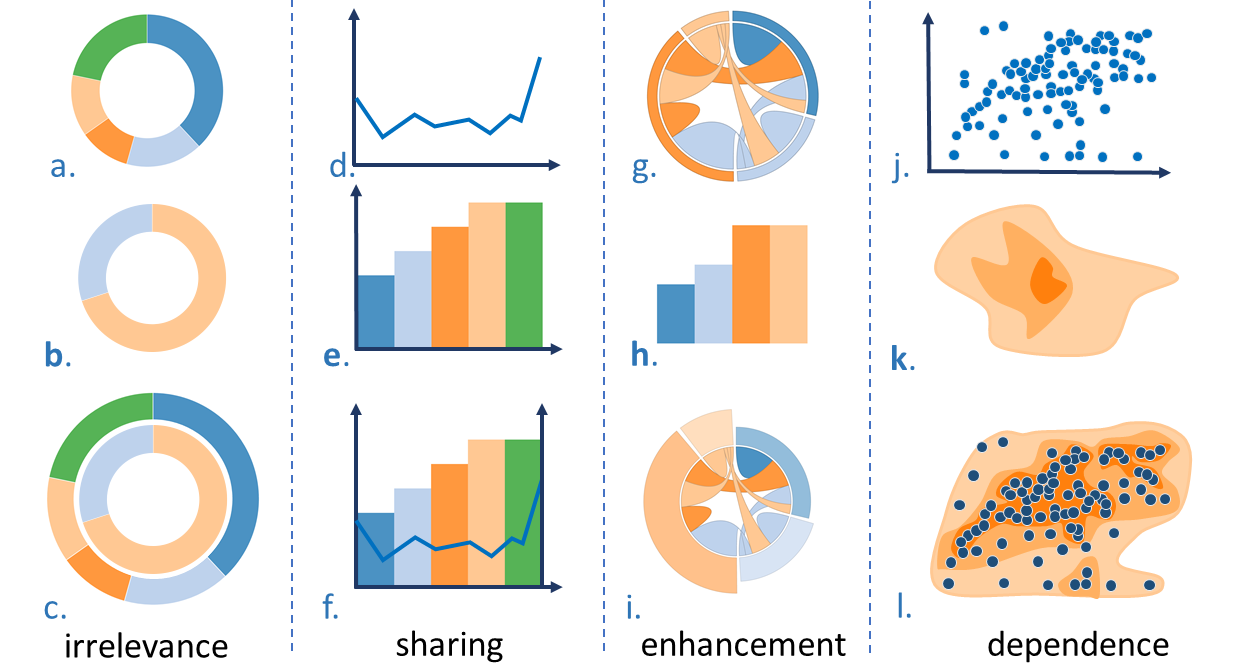 a.
b.
c.
irrelevance
d.
e.
f.
sharing
g.
h.
i.
enhancement
j.
k.
l.
dependence